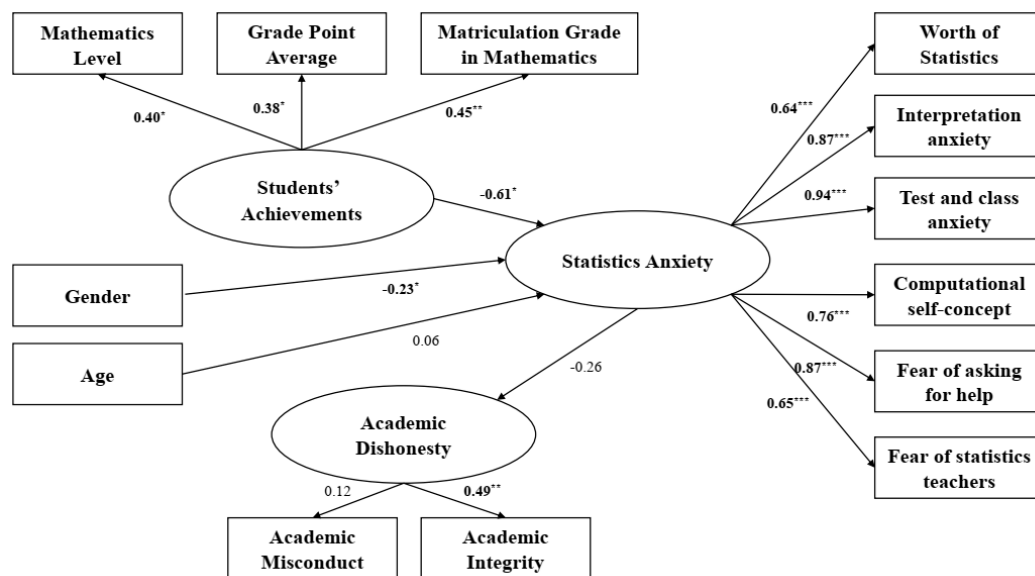 Mathematics
Level
Grade Point
Average
Matriculation Grade
in Mathematics
Worth of
Statistics
0.40*
0.38*
0.45**
0.64***
Interpretation
anxiety
0.87***
Students'
Achievements
-0.61*
0.94***
Test and class
anxiety
Statistics Anxiety
Gender
-0.23*
Computational
self-concept
0.76***
Age
0.06
-0.26
0.87***
Fear of asking
for help
0.65***
Academic
Dishonesty
Fear of statistics
teachers
0.12
0.49**
Academic
Misconduct
Academic
Integrity